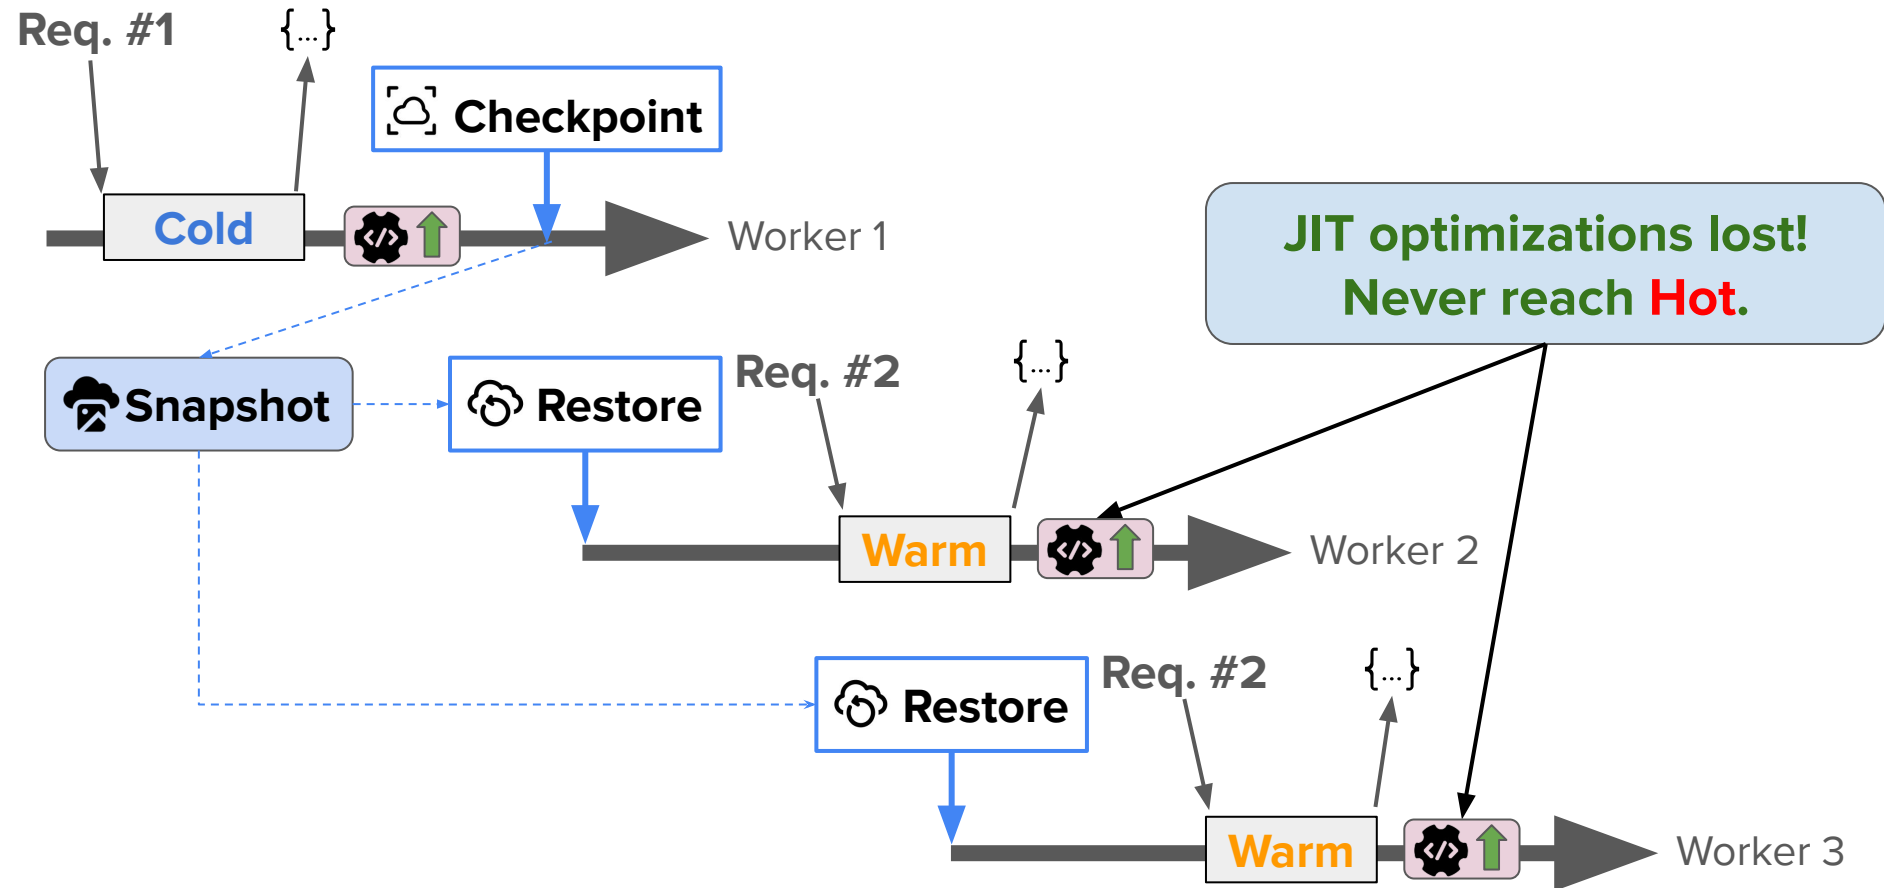 Req. #1
{...}
Checkpoint
Cold
</>
Worker 1
JIT optimizations lost!
Never reach Hot.
Snapshot
Restore
Req. #2
{...}
Warm
</>
Worker 2
Restore
Req. #2
{...}
Warm
</>
Worker 3